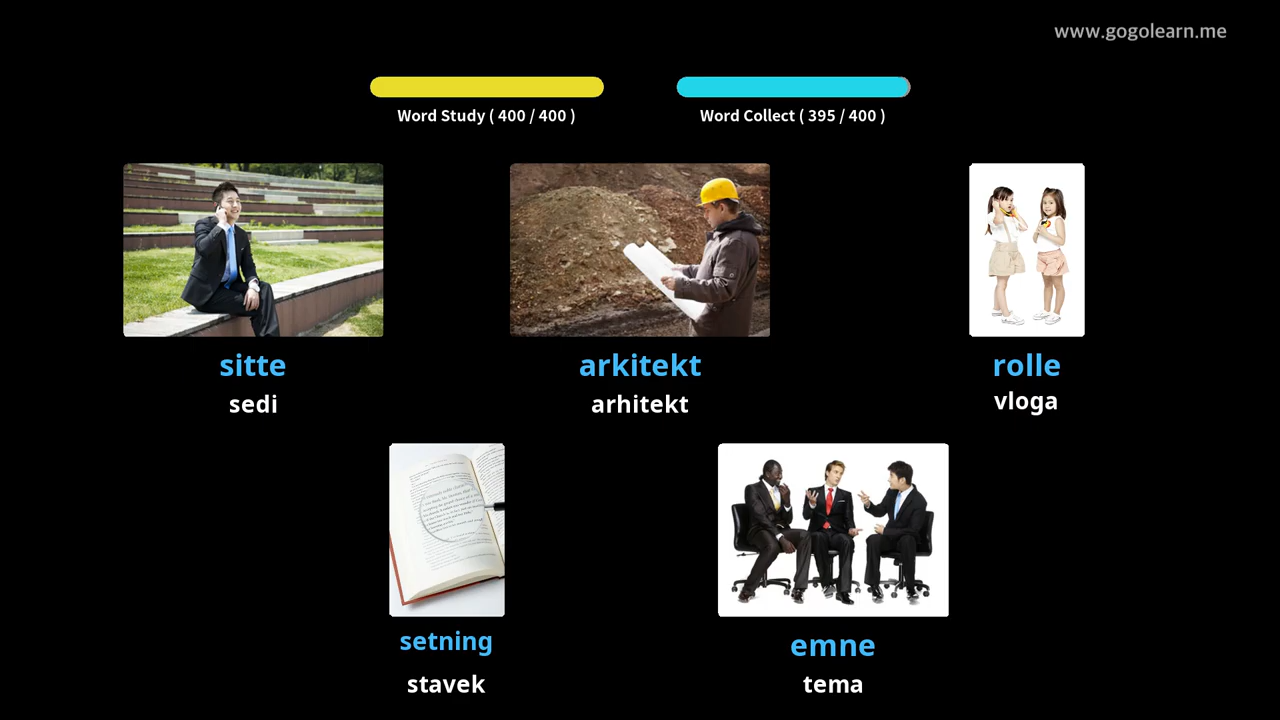 www.gogolearn.me
Word Study ( 400 / 400 )
Word Collect ( 395 / 400 )
sitte
sedi
arkitekt
arhitekt
rolle
vloga
setning
stavek
emne
tema